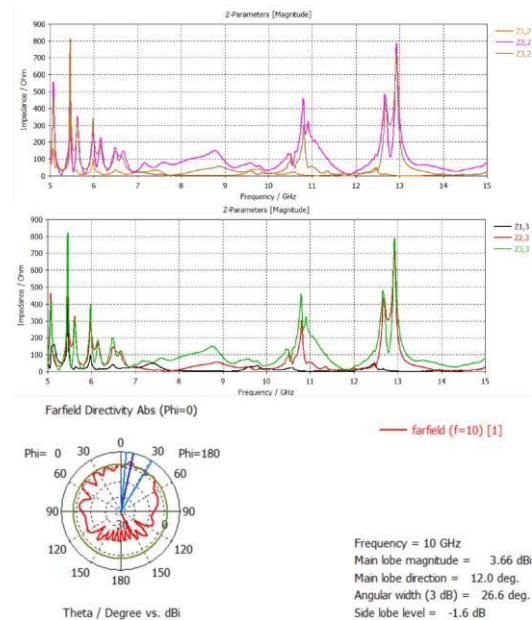 Z-Parameters [Magnitude]
Z1,2
Z2,2
Z3,2
Impedance / Ohm
900
800
700
600
500
400
300
200
100
0
5 6 7 8 9 10 11 12 13 14 15
Frequency / GHz
Z-Parameters [Magnitude]
Z1,3
Z2,3
Z3,3
Impedance / Ohm
900
800
700
600
500
400
300
200
100
0
5 6 7 8 9 10 11 12 13 14 15
Frequency / GHz
Farfield Directivity Abs (Phi=0)
farfield (f=10) [1]
Phi= 0 30 0 30 Phi=180
60 60
90 90
120 120
150 180 150
Theta / Degree vs. dBi
Frequency = 10 GHz
Main lobe magnitude = 3.66 dBi
Main lobe direction = 12.0 deg.
Angular width (3 dB) = 26.6 deg.
Side lobe level = -1.6 dB